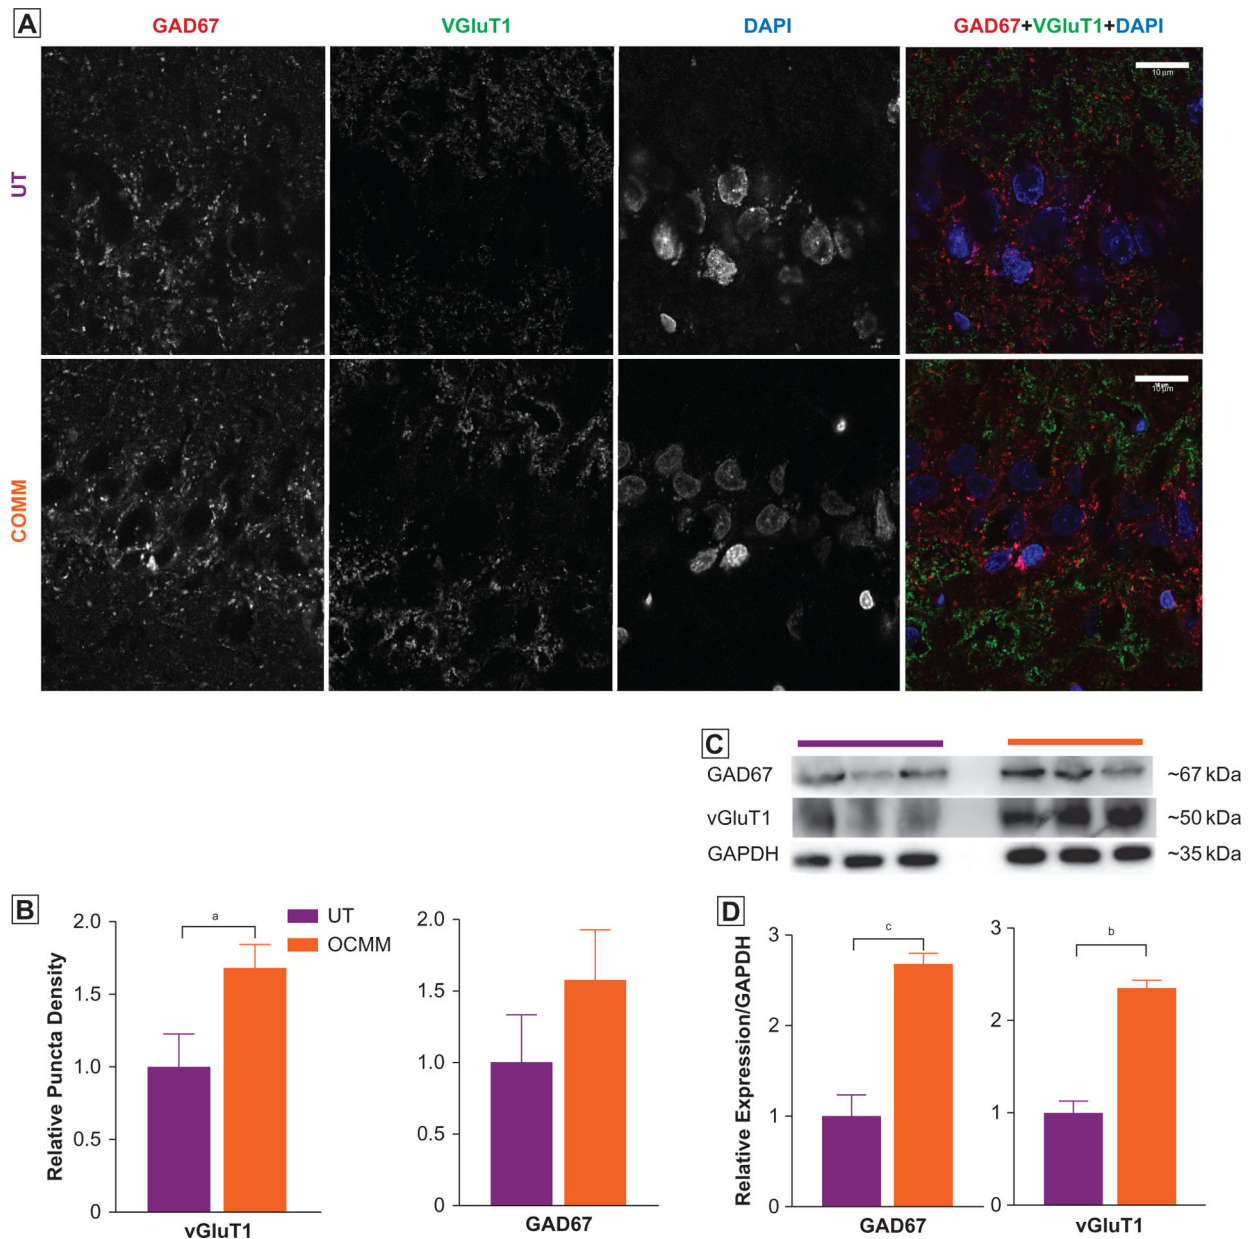 A
GAD67 VGluT1 DAPI GAD67+VGluT1+DAPI
UT
10 µm
COMM
10 µm
C
GAD67 ~67 kDa
vGluT1 ~50 kDa
GAPDH ~35 kDa
B
UT
OCMM
Relative Puncta Density
2.0
1.5
1.0
0.5
0
a
vGluT1
2.0
1.5
1.0
0.5
0
GAD67
D
Relative Expression/GAPDH
3
2
1
0
c
GAD67
3
2
1
0
b
vGluT1